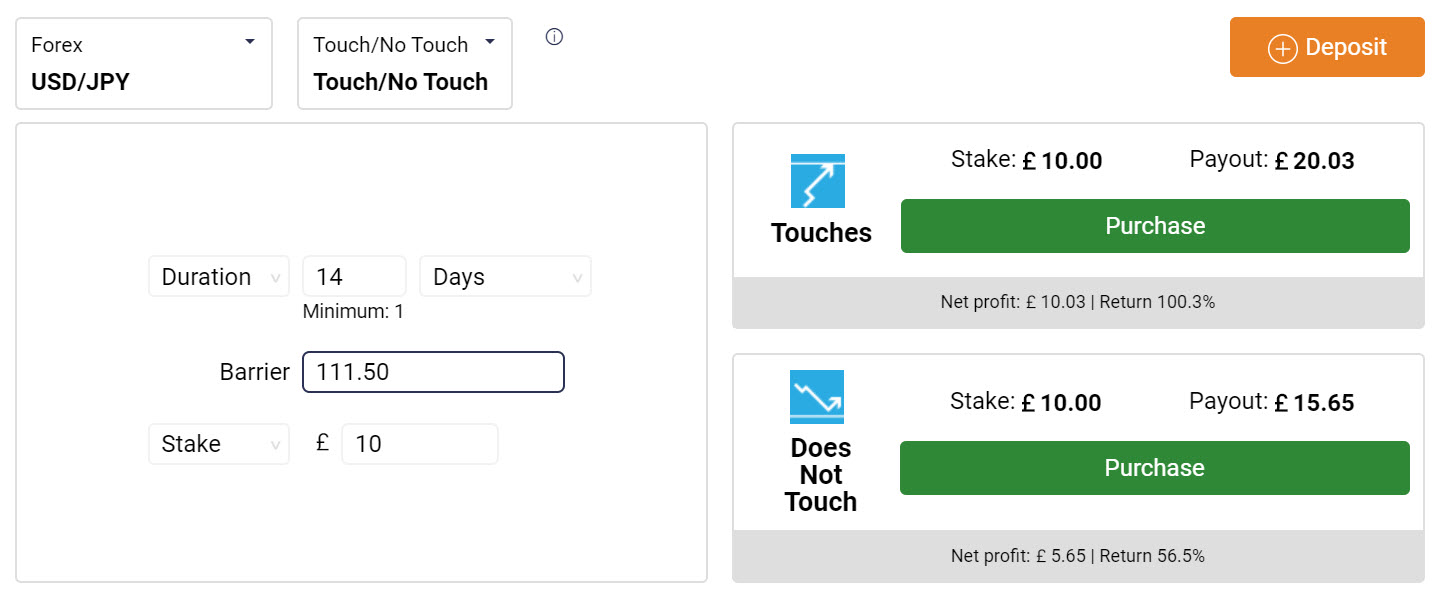 Forex
USD/JPY
Touch/No Touch
Touch/No Touch
Deposit
Duration
14
Days
Minimum: 1
Barrier
111.50
Stake
£
10
Touches
Stake: £ 10.00
Payout: £ 20.03
Purchase
Net profit: £ 10.03 | Return 100.3%
Does
Not
Touch
Stake: £ 10.00
Payout: £ 15.65
Purchase
Net profit: £ 5.65 | Return 56.5%